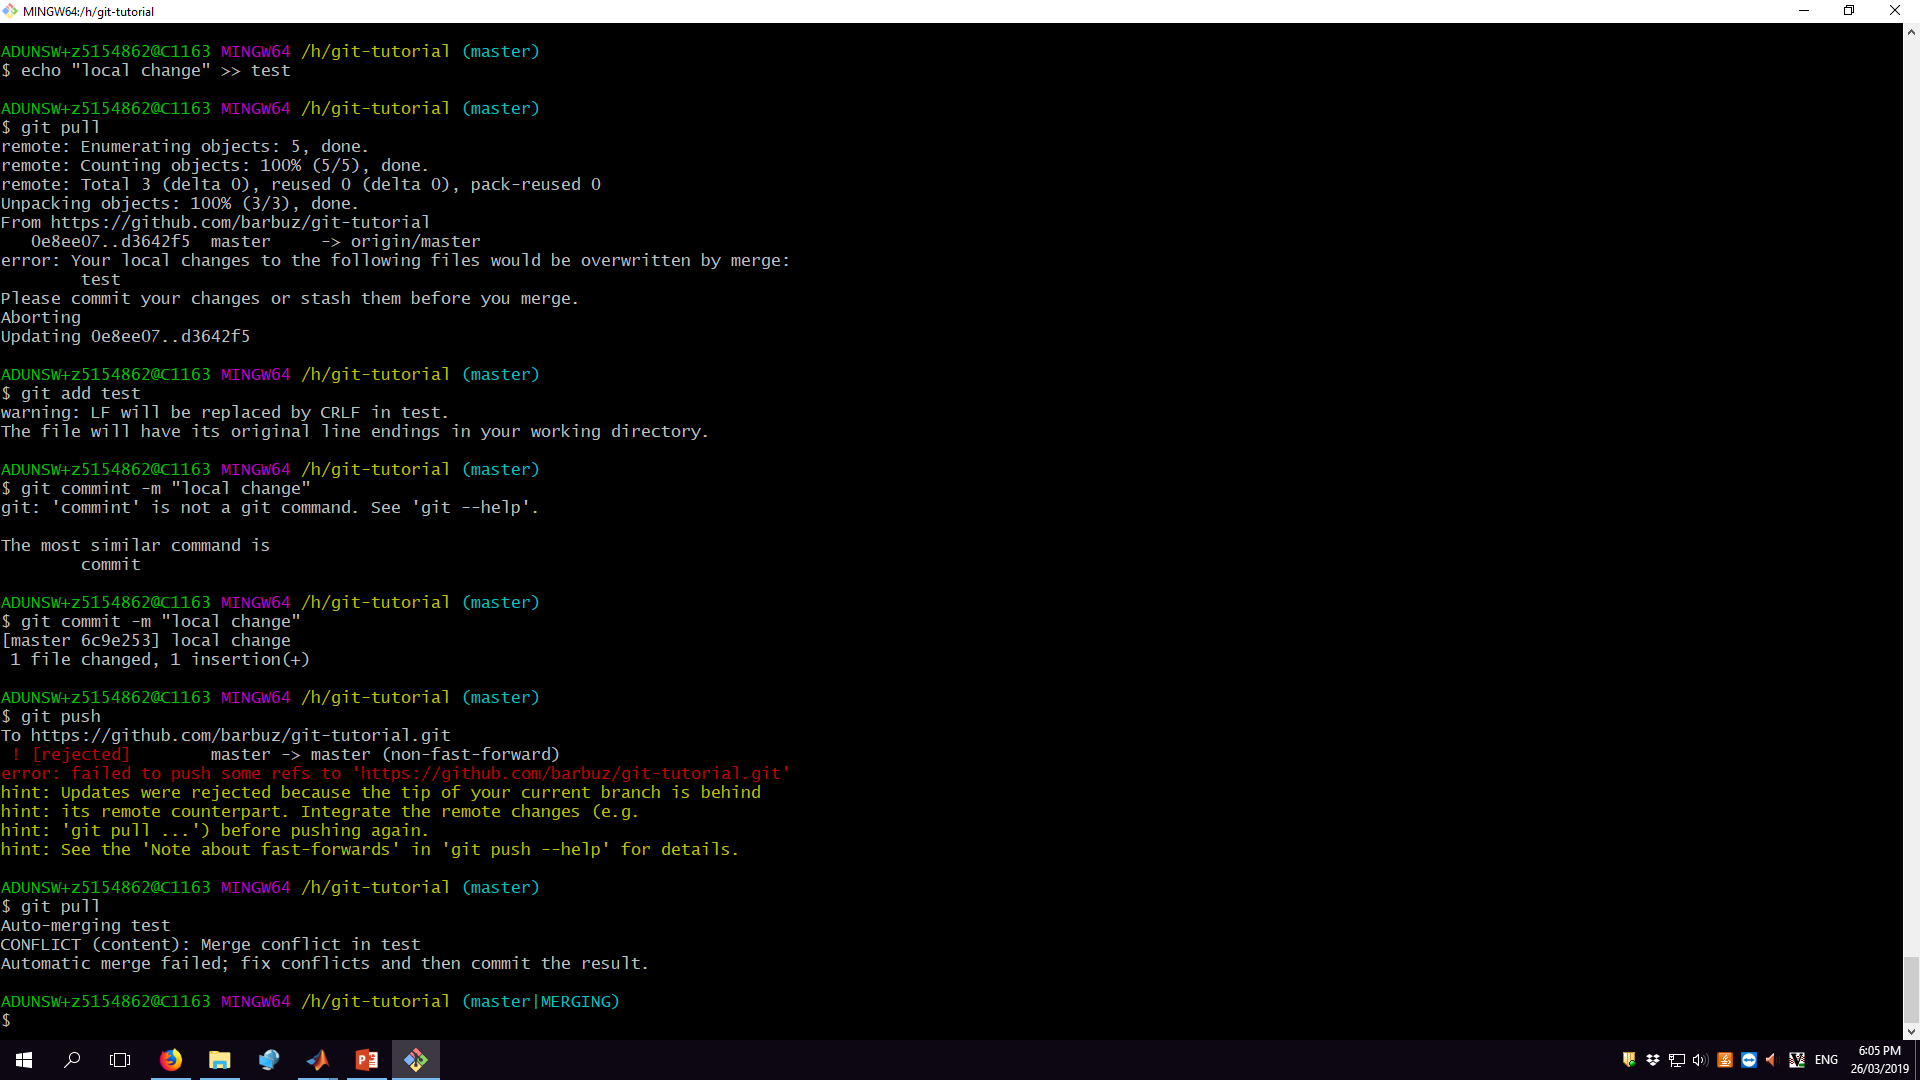 MINGW64:/h/git-tutorial
ADUNSW+z5154862@C1163 MINGW64 /h/git-tutorial (master)
$ echo "local change" >> test
ADUNSW+z5154862@C1163 MINGW64 /h/git-tutorial (master)
$ git pull
remote: Enumerating objects: 5, done.
remote: Counting objects: 100% (5/5), done.
remote: Total 3 (delta 0), reused 0 (delta 0), pack-reused 0
Unpacking objects: 100% (3/3), done.
From https://github.com/barbuz/git-tutorial
   0e8ee07..d3642f5  master     -> origin/master
error: Your local changes to the following files would be overwritten by merge:
        test
Please commit your changes or stash them before you merge.
Aborting
Updating 0e8ee07..d3642f5
ADUNSW+z5154862@C1163 MINGW64 /h/git-tutorial (master)
$ git add test
warning: LF will be replaced by CRLF in test.
The file will have its original line endings in your working directory.
ADUNSW+z5154862@C1163 MINGW64 /h/git-tutorial (master)
$ git commint -m "local change"
git: 'commint' is not a git command. See 'git --help'.
The most similar command is
        commit
ADUNSW+z5154862@C1163 MINGW64 /h/git-tutorial (master)
$ git commit -m "local change"
[master 6c9e253] local change
 1 file changed, 1 insertion(+)
ADUNSW+z5154862@C1163 MINGW64 /h/git-tutorial (master)
$ git push
To https://github.com/barbuz/git-tutorial.git
 ! [rejected]        master -> master (non-fast-forward)
error: failed to push some refs to 'https://github.com/barbuz/git-tutorial.git'
hint: Updates were rejected because the tip of your current branch is behind
hint: its remote counterpart. Integrate the remote changes (e.g.
hint: 'git pull ...') before pushing again.
hint: See the 'Note about fast-forwards' in 'git push --help' for details.
ADUNSW+z5154862@C1163 MINGW64 /h/git-tutorial (master)
$ git pull
Auto-merging test
CONFLICT (content): Merge conflict in test
Automatic merge failed; fix conflicts and then commit the result.
ADUNSW+z5154862@C1163 MINGW64 /h/git-tutorial (master|MERGING)
$
ENG
6:05 PM
26/03/2019